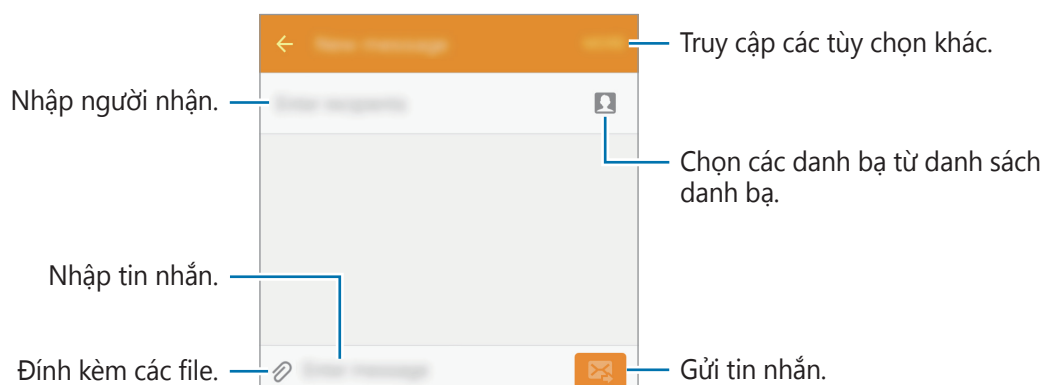 Truy cập các tùy chọn khác.
Nhập người nhận.
Chọn các danh bạ từ danh sách
danh bạ.
Nhập tin nhắn.
Đính kèm các file.
Gửi tin nhắn.